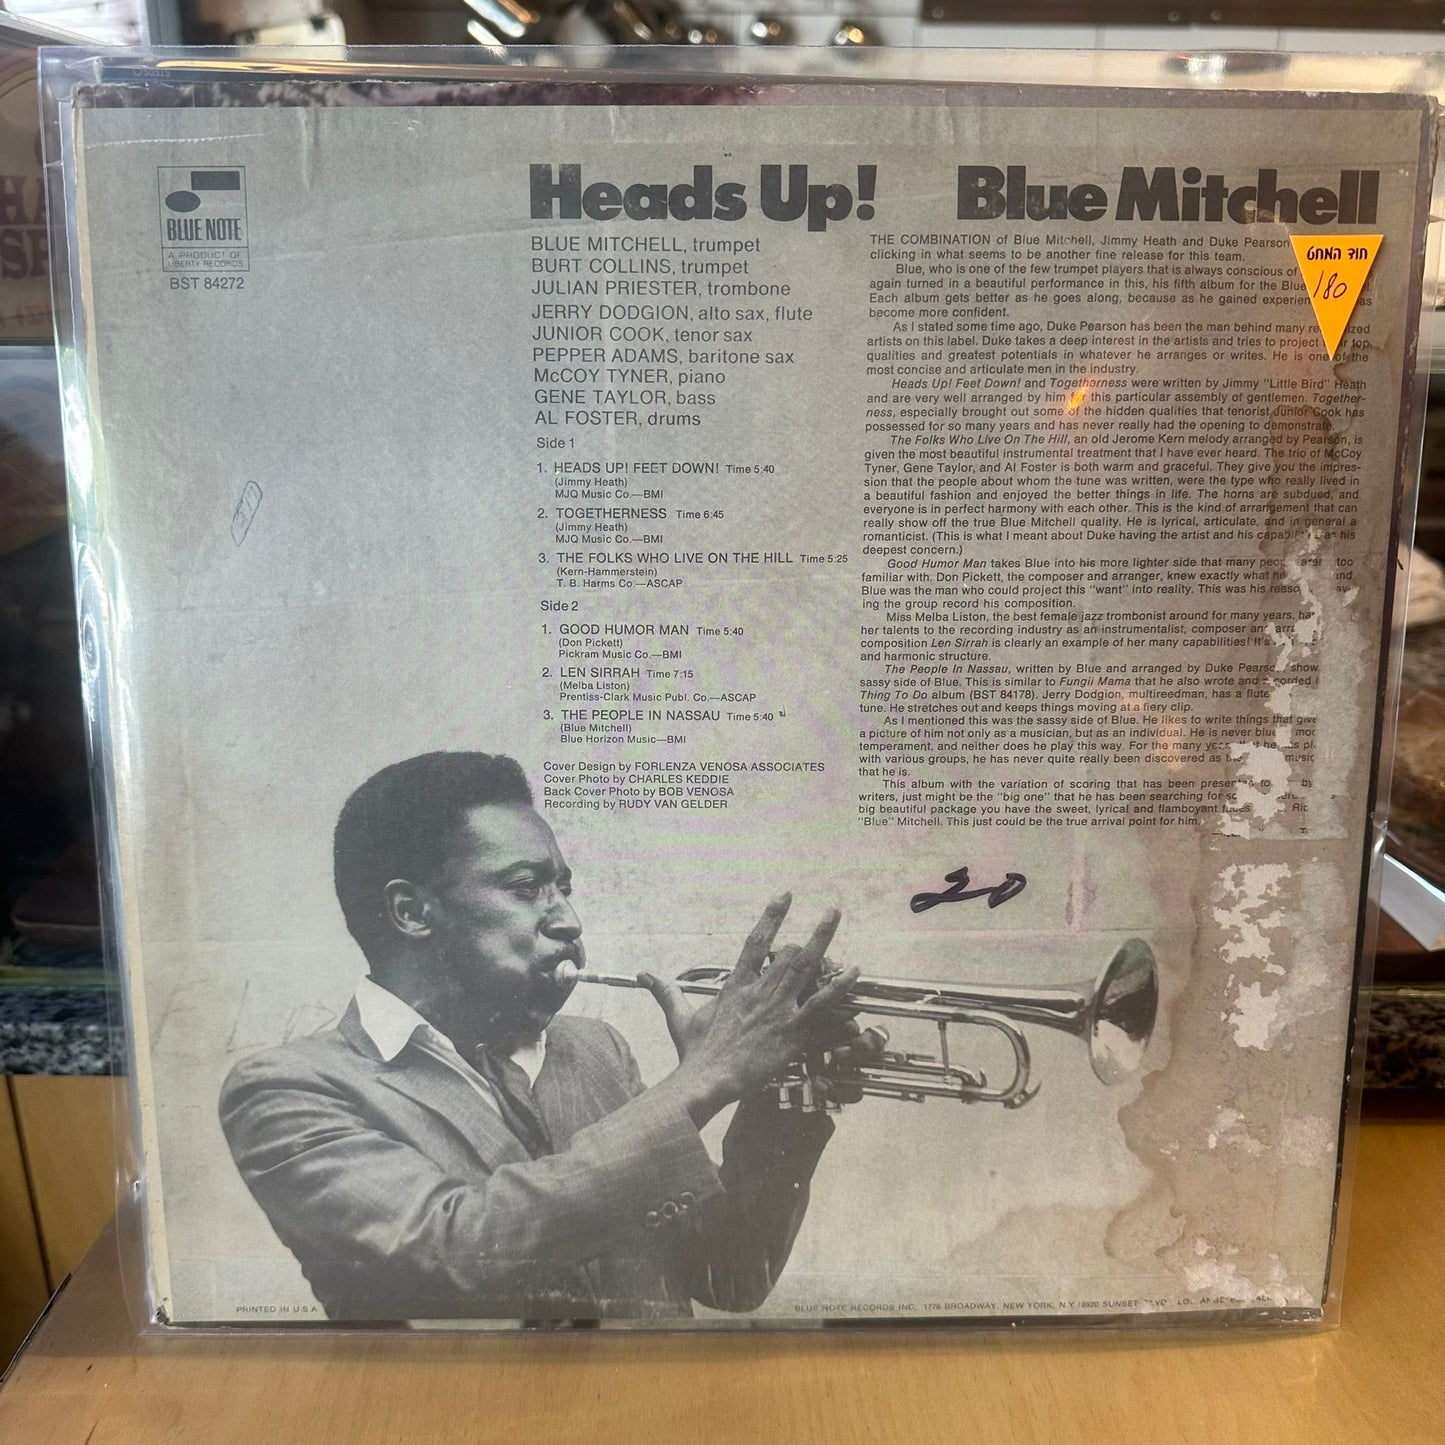 BLUE NOTE
A PRODUCT OF
LIBERTY RECORDS
BST 84272
Heads Up! Blue Mitchell
BLUE MITCHELL, trumpet
BURT COLLINS, trumpet
JULIAN PRIESTER, trombone
JERRY DODGION, alto sax, flute
JUNIOR COOK, tenor sax
PEPPER ADAMS, baritone sax
McCOY TYNER, piano
GENE TAYLOR, bass
AL FOSTER, drums
Side 1
1. HEADS UP! FEET DOWN! Time 5:40
(Jimmy Heath)
MJQ Music Co.—BMI
2. TOGETHERNESS Time 6:45
(Jimmy Heath)
MJQ Music Co.—BMI
3. THE FOLKS WHO LIVE ON THE HILL Time 5:25
(Kern-Hammerstein)
T. B. Harms Co.—ASCAP
Side 2
1. GOOD HUMOR MAN Time 5:40
(Don Pickett)
Pickram Music Co.—BMI
2. LEN SIRRAH Time 7:15
(Melba Liston)
Prentiss-Clark Music Publ. Co.—ASCAP
3. THE PEOPLE IN NASSAU Time 5:40
(Blue Mitchell)
Blue Horizon Music—BMI
Cover Design by FORLENZA VENOSA ASSOCIATES
Cover Photo by CHARLES KEDDIE
Back Cover Photo by BOB VENOSA
Recording by RUDY VAN GELDER
THE COMBINATION of Blue Mitchell, Jimmy Heath and Duke Pearson
clicking in what seems to be another fine release for this team.
Blue, who is one of the few trumpet players that is always conscious of
again turned in a beautiful performance in this, his fifth album for the Blue
Each album gets better as he goes along, because as he gained
become more confident.
As I stated some time ago, Duke Pearson has been the man behind many
artists on this label. Duke takes a deep interest in the artists and tries to project top
qualities and greatest potentials in whatever he arranges or writes. He is one of the
most concise and articulate men in the industry.
Heads Up! Feet Down! and Togetherness were written by Jimmy "Little Bird" Heath
and are very well arranged by him for this particular assembly of gentlemen. Together-
ness, especially brought out some of the hidden qualities that tenorist Junior Cook has
possessed for so many years and has never really had the opening to demonstrate.
The Folks Who Live On The Hill, an old Jerome Kern melody arranged by Pearson, is
given the most beautiful instrumental treatment that I have ever heard. The trio of McCoy
Tyner, Gene Taylor, and Al Foster is both warm and graceful. They give you the impres-
sion that the people about whom the tune was written, were the type who really lived in
a beautiful fashion and enjoyed the better things in life. The horns are subdued, and
everyone is in perfect harmony with each other. This is the kind of arrangement that can
really show off the true Blue Mitchell quality. He is lyrical, articulate, and in general a
romanticist. (This is what I meant about Duke having the artist and his capabilities as his
deepest concern.)
Good Humor Man takes Blue into his more lighter side that many too
familiar with. Don Pickett, the composer and arranger, knew exactly what
Blue was the man who could project this "want" into reality. This was his
ing the group record his composition.
Miss Melba Liston, the best female jazz trombonist around for many years,
her talents to the recording industry as an instrumentalist, composer and
composition Len Sirrah is clearly an example of her many capabilities! It's
and harmonic structure.
The People In Nassau, written by Blue and arranged by Duke Pearson, show
sassy side of Blue. This is similar to Fungii Mama that he also wrote and recorded
Thing To Do album (BST 84178). Jerry Dodgion, multireedman, has a flute
tune. He stretches out and keeps things moving at a fiery clip.
As I mentioned this was the sassy side of Blue. He likes to write things that give
a picture of him not only as a musician, but as an individual. He is never blue
temperament, and neither does he play this way. For the many he
with various groups, he has never quite really been discovered as
that he is.
This album with the variation of scoring that has been by
writers, just might be the "big one" that he has been searching for
big beautiful package you have the sweet, lyrical and flamboyant
"Blue" Mitchell. This just could be the true arrival point for him.
חוד המחט
180
20
PRINTED IN U.S.A
BLUE NOTE RECORDS INC. 1776 BROADWAY, NEW YORK, N.Y./6920 SUNSET